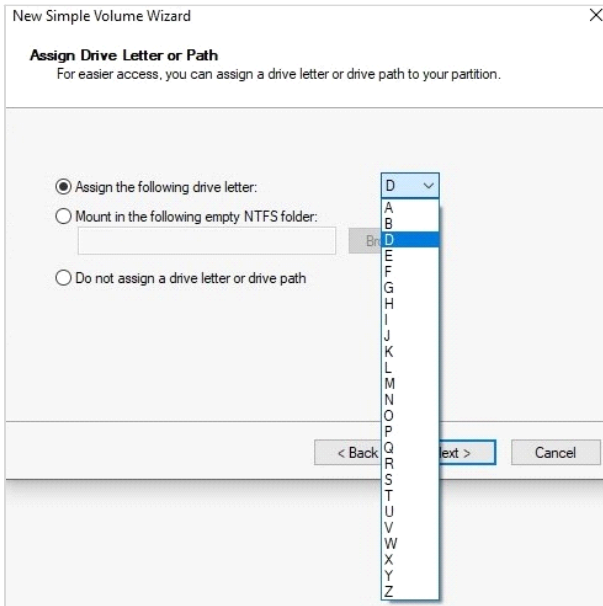 New Simple Volume Wizard
Assign Drive Letter or Path
For easier access, you can assign a drive letter or drive path to your partition.
Assign the following drive letter:
D
Mount in the following empty NTFS folder:
Do not assign a drive letter or drive path
A
B
D
E
F
G
H
I
J
K
L
M
N
O
P
Q
R
S
T
U
V
W
X
Y
Z
< Back
Cancel